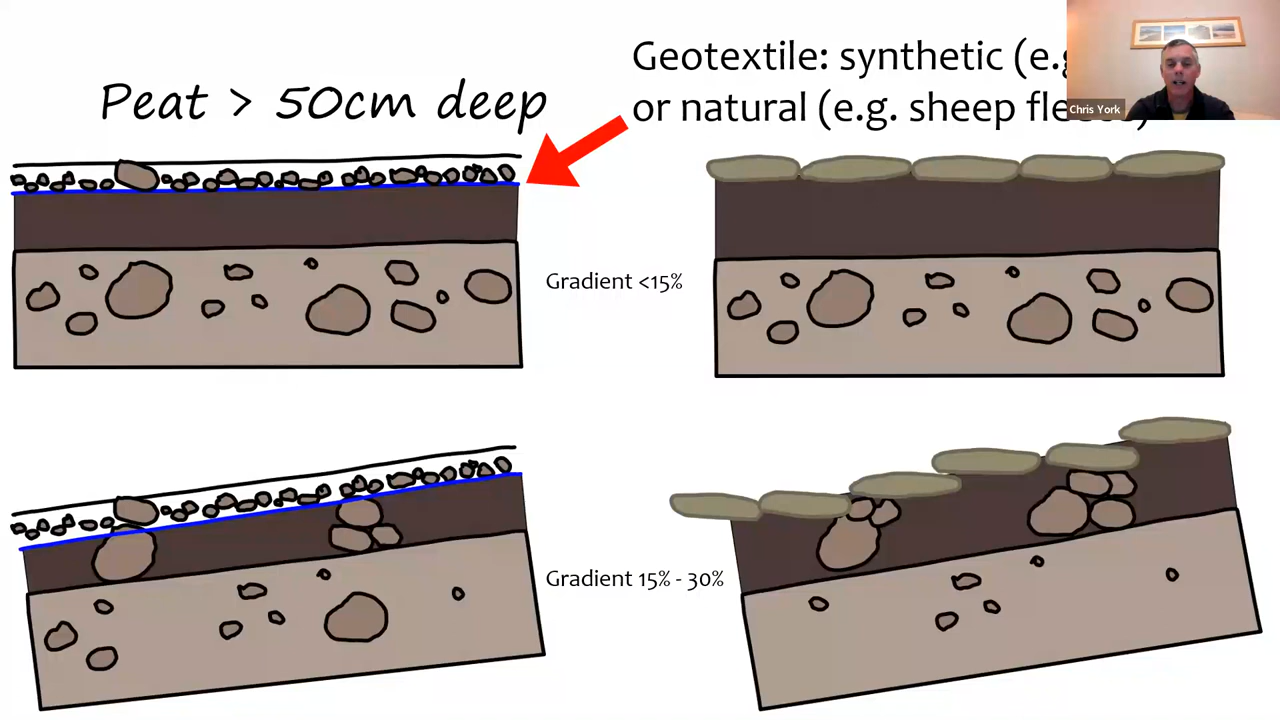 Geotextile: synthetic (e.g
Peat > 50cm deep
or natural (e.g. sheep
Chris York
Gradient <15%
Gradient 15% - 30%